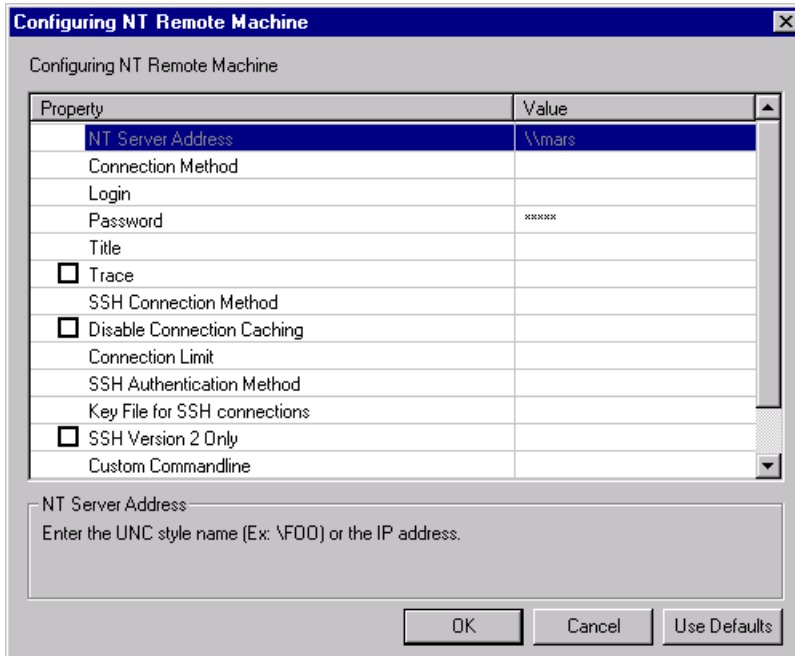 Configuring NT Remote Machine
Configuring NT Remote Machine
Property Value
NT Server Address \\mars
Connection Method
Login
Password *****
Title
Trace
SSH Connection Method
Disable Connection Caching
Connection Limit
SSH Authentication Method
Key File for SSH connections
SSH Version 2 Only
Custom Commandline
NT Server Address
Enter the UNC style name (Ex: \FOO) or the IP address.
OK Cancel Use Defaults